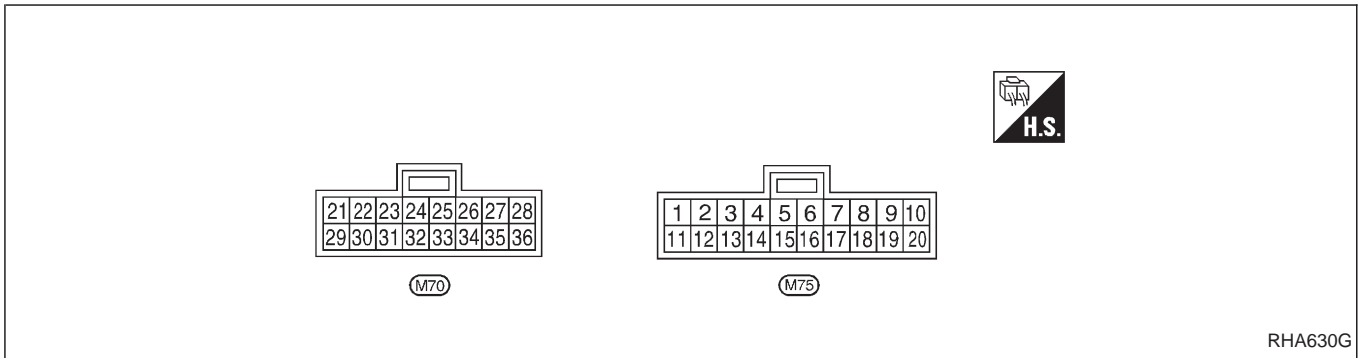 H.S.
21 22 23 24 25 26 27 28
29 30 31 32 33 34 35 36
M70
1 2 3 4 5 6 7 8 9 10
11 12 13 14 15 16 17 18 19 20
M75
RHA630G